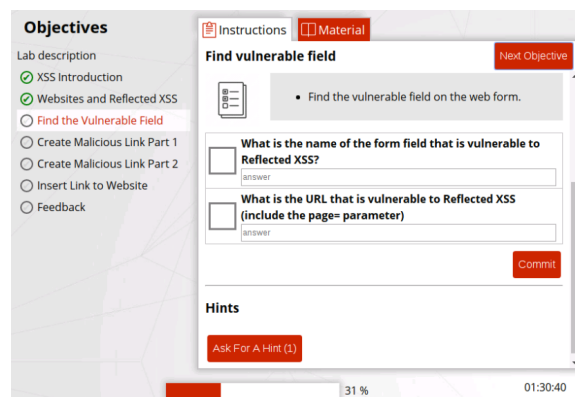 Objectives
Lab description
XSS Introduction
Websites and Reflected XSS
Find the Vulnerable Field
Create Malicious Link Part 1
Create Malicious Link Part 2
Insert Link to Website
Feedback
Instructions
Material
Find vulnerable field
Next Objective
• Find the vulnerable field on the web form.
What is the name of the form field that is vulnerable to
Reflected XSS?
answer
What is the URL that is vulnerable to Reflected XSS
(include the page= parameter)
answer
Commit
Hints
Ask For A Hint (1)
31 %
01:30:40